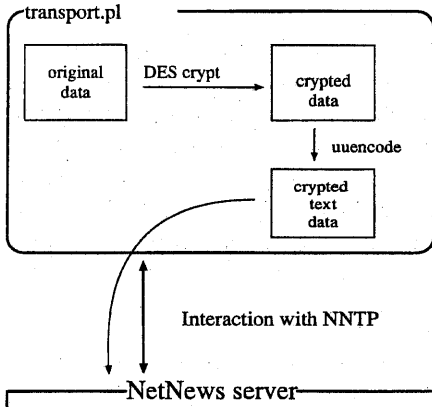 transport.pl
original
data
DES crypt
crypted
data
uuencode
crypted
text
data
Interaction with NNTP
NetNews server